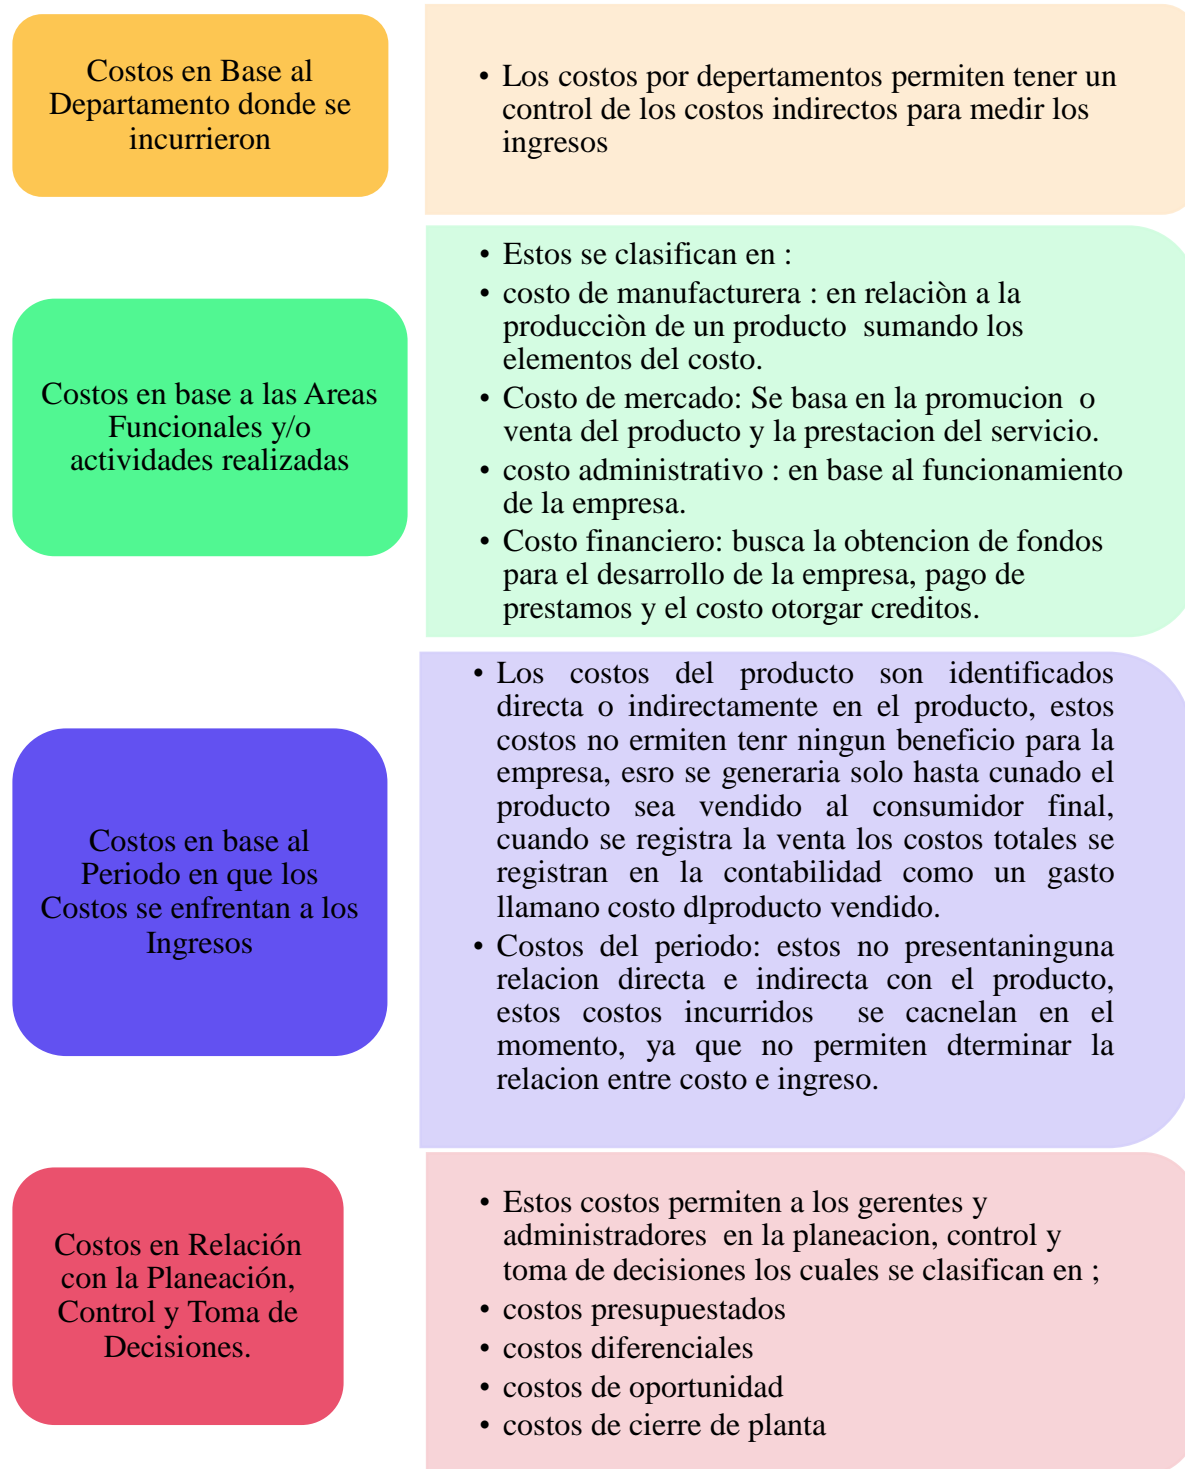 Costos en Base al
Departamento donde se
incurrieron
• Los costos por depertamentos permiten tener un
control de los costos indirectos para medir los
ingresos
Costos en base a las Areas
Funcionales y/o
actividades realizadas
• Estos se clasifican en :
• costo de manufacturera : en relaciòn a la
producciòn de un producto sumando los
elementos del costo.
• Costo de mercado: Se basa en la promucion o
venta del producto y la prestacion del servicio.
• costo administrativo : en base al funcionamiento
de la empresa.
• Costo financiero: busca la obtencion de fondos
para el desarrollo de la empresa, pago de
prestamos y el costo otorgar creditos.
Costos en base al
Periodo en que los
Costos se enfrentan a los
Ingresos
• Los costos del producto son identificados
directa o indirectamente en el producto, estos
costos no ermiten tenr ningun beneficio para la
empresa, esro se generaria solo hasta cunado el
producto sea vendido al consumidor final,
cuando se registra la venta los costos totales se
registran en la contabilidad como un gasto
llamano costo dlproducto vendido.
• Costos del periodo: estos no presentaninguna
relacion directa e indirecta con el producto,
estos costos incurridos se cacnelan en el
momento, ya que no permiten dterminar la
relacion entre costo e ingreso.
Costos en Relación
con la Planeación,
Control y Toma de
Decisiones.
• Estos costos permiten a los gerentes y
administradores en la planeacion, control y
toma de decisiones los cuales se clasifican en ;
• costos presupuestados
• costos diferenciales
• costos de oportunidad
• costos de cierre de planta